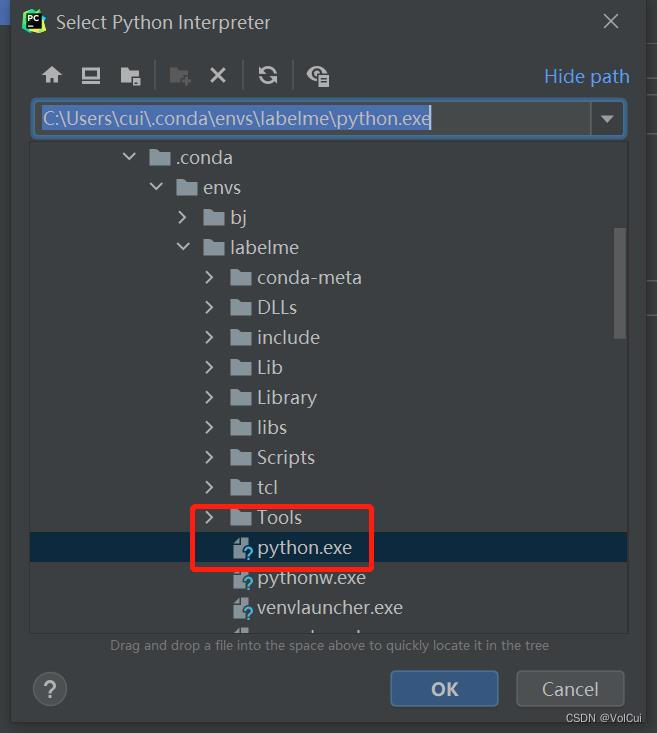 PC
Select Python Interpreter
Hide path
C:\Users\cui\.conda\envs\labelme\python.exe
.conda
envs
bj
labelme
conda-meta
DLLs
include
Lib
Library
libs
Scripts
tcl
Tools
python.exe
pythonw.exe
venvlauncher.exe
Drag and drop a file into the space above to quickly locate it in the tree
?
OK
Cancel
CSDN @VolCui